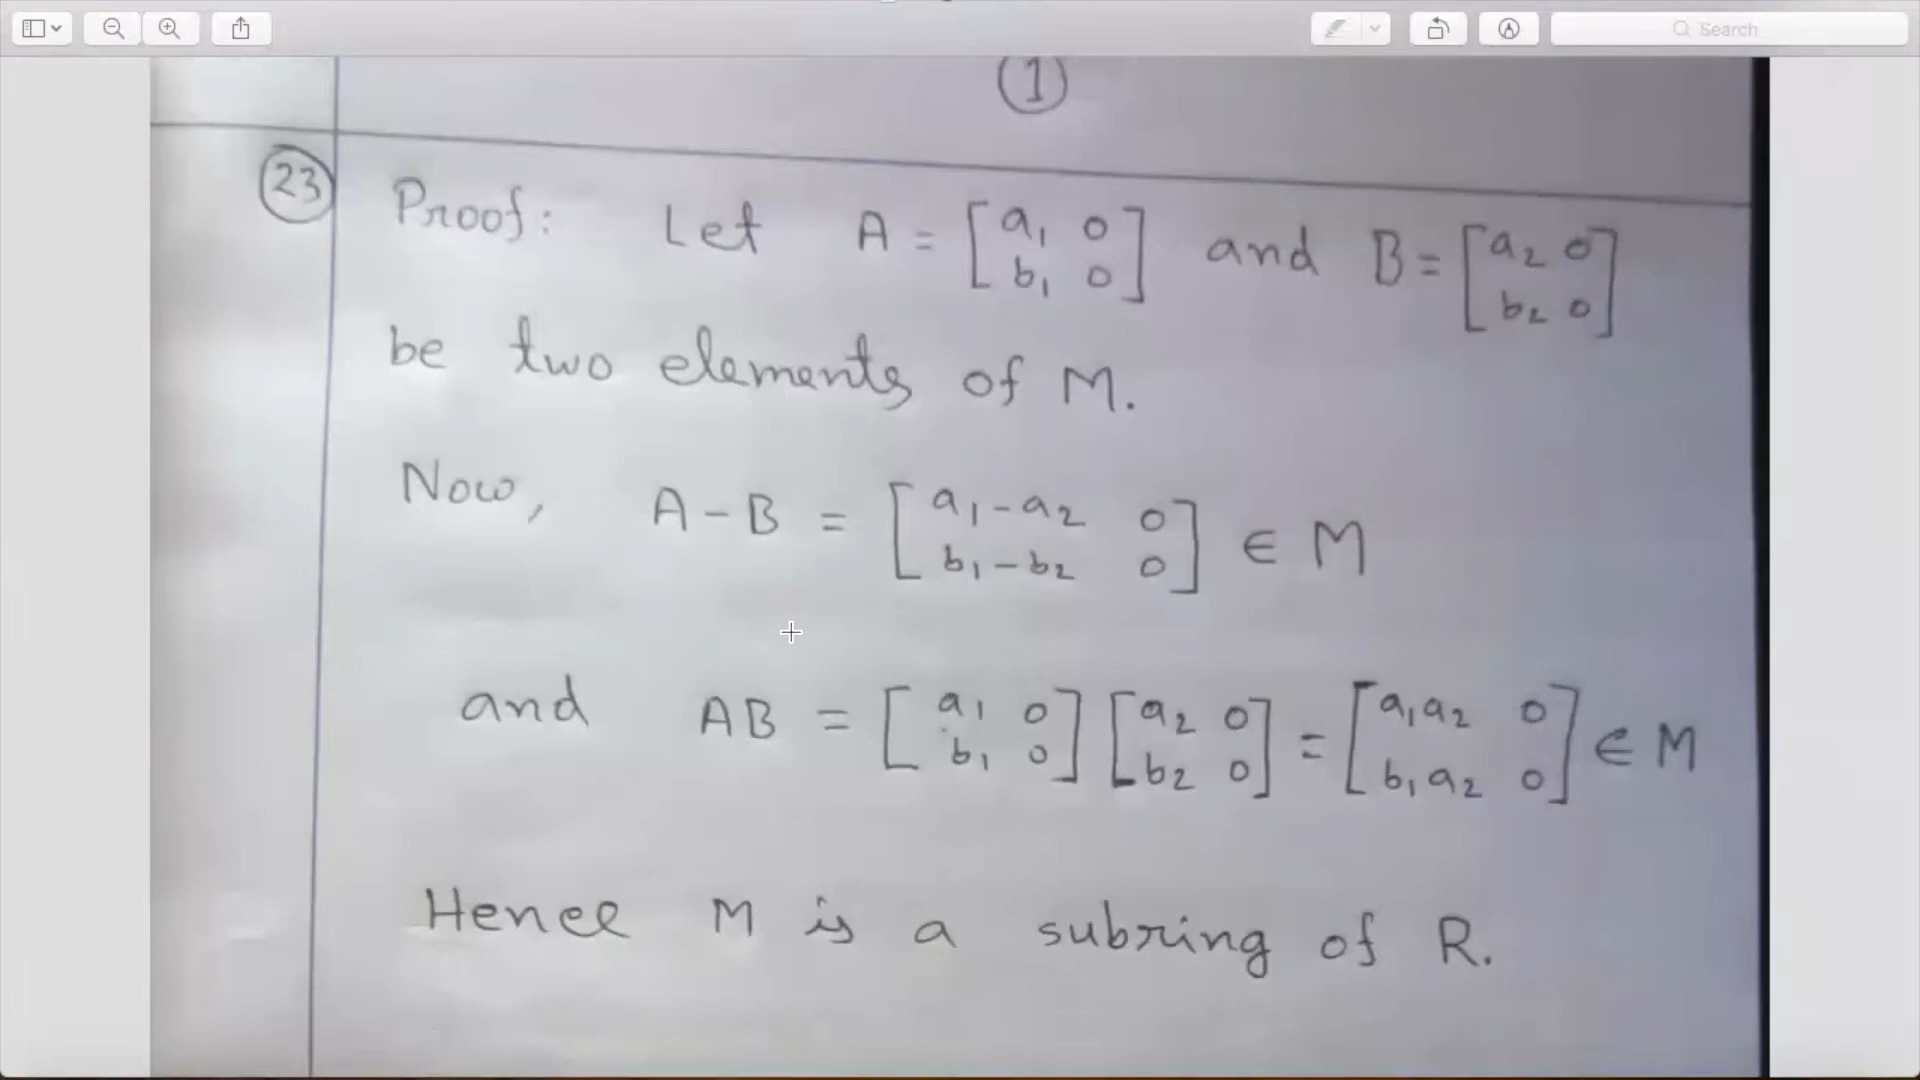 Search
①
㉓ Proof: Let A = [a₁ 0; b₁ 0] and B = [a₂ 0; b₂ 0]
be two elements of M.
Now, A - B = [a₁-a₂ 0; b₁-b₂ 0] ∈ M
and AB = [a₁ 0; b₁ 0] [a₂ 0; b₂ 0] = [a₁a₂ 0; b₁a₂ 0] ∈ M
Hence M is a subring of R.